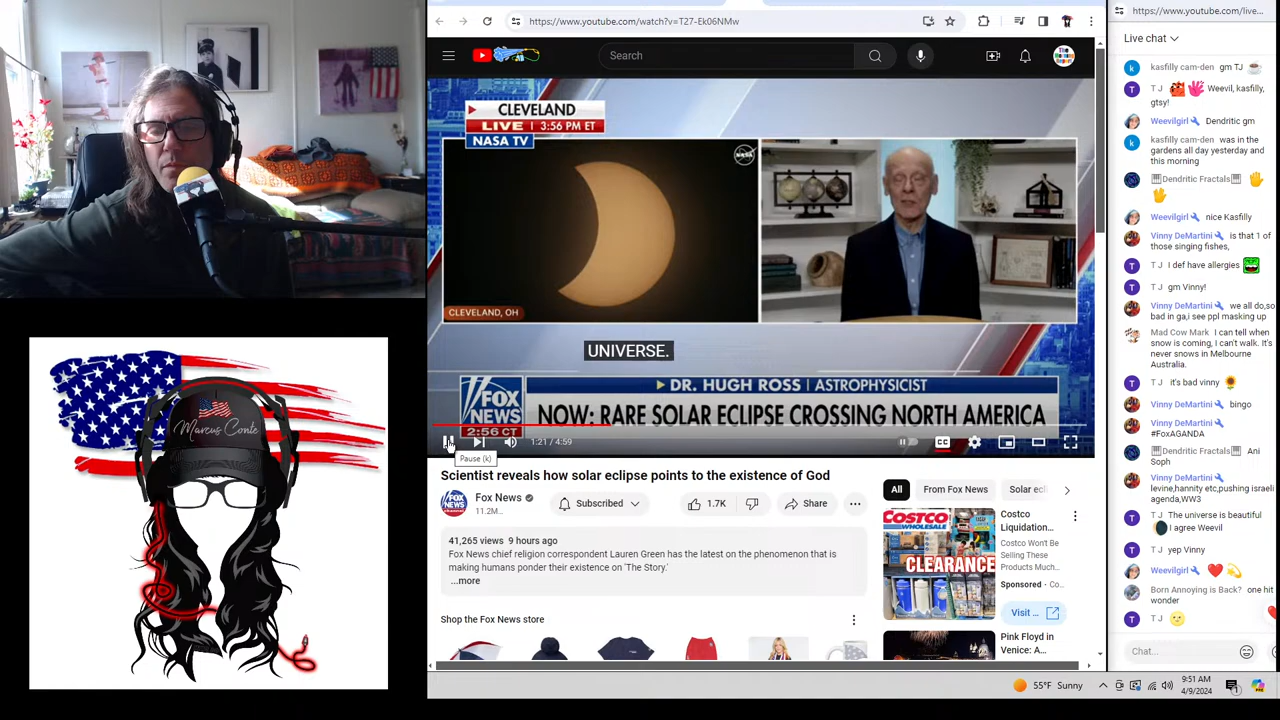 https://www.youtube.com/watch?v=T27-Ek06NMw
https://www.youtube.com/live...
Search
Live chat
CLEVELAND
LIVE | 3:56 PM ET
NASA TV
NASA
CLEVELAND, OH
UNIVERSE.
DR. HUGH ROSS | ASTROPHYSICIST
FOX
NEWS
channel
2:56 CT
NOW: RARE SOLAR ECLIPSE CROSSING NORTH AMERICA
1:21 / 4:59
Pause (k)
Solar eclipse
Scientist reveals how solar eclipse points to the existence of God
Fox News
11.2M...
Subscribed
1.7K
Share
41,265 views 9 hours ago
Fox News chief religion correspondent Lauren Green has the latest on the phenomenon that is
making humans ponder their existence on 'The Story.'
...more
Shop the Fox News store
All
From Fox News
Solar ecl
COSTCO
WHOLESALE
CLEARANCE
Costco
Liquidation...
Costco Won't Be
Selling These
Products Much...
Sponsored · Co...
Visit ...
Pink Floyd in
Venice: A...
Marcus Conte
kasfilly cam-den gm TJ
T J Weevil, kasfilly,
gtsy!
Weevilgirl Dendritic gm
kasfilly cam-den was in the
gardens all day yesterday and
this morning
Dendritic Fractals
Weevilgirl nice Kasfilly
Vinny DeMartini is that 1 of
those singing fishes,
T J I def have allergies
T J gm Vinny!
Vinny DeMartini we all do,so
bad in ga,i see ppl masking up
Mad Cow Mark I can tell when
snow is coming, I can't walk. It's
never snows in Melbourne
Australia.
T J it's bad vinny
Vinny DeMartini bingo
Vinny DeMartini
#FoxAGANDA
Ani
Soph
Vinny DeMartini
levine,hannity etc,pushing israeli
agenda,WW3
T J The universe is beautiful
I agree Weevil
T J yep Vinny
Weevilgirl
Born Annoying is Back? one hit
wonder
T J
Chat...
55°F Sunny
9:51 AM
4/9/2024